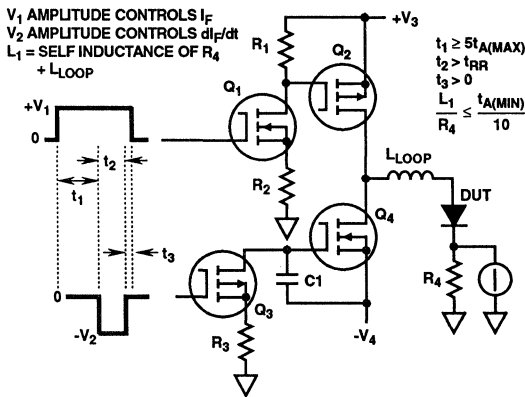 V1 AMPLITUDE CONTROLS IF
V2 AMPLITUDE CONTROLS dIF/dt
L1 = SELF INDUCTANCE OF R4
+ LLOOP
+V1
0
t2
t1
t3
0
-V2
R1
Q1
R2
Q2
+V3
t1 ≥ 5tA(MAX)
t2 > tRR
t3 > 0
L1/R4 ≤ tA(MIN)/10
LLOOP
DUT
Q4
R4
C1
Q3
R3
-V4